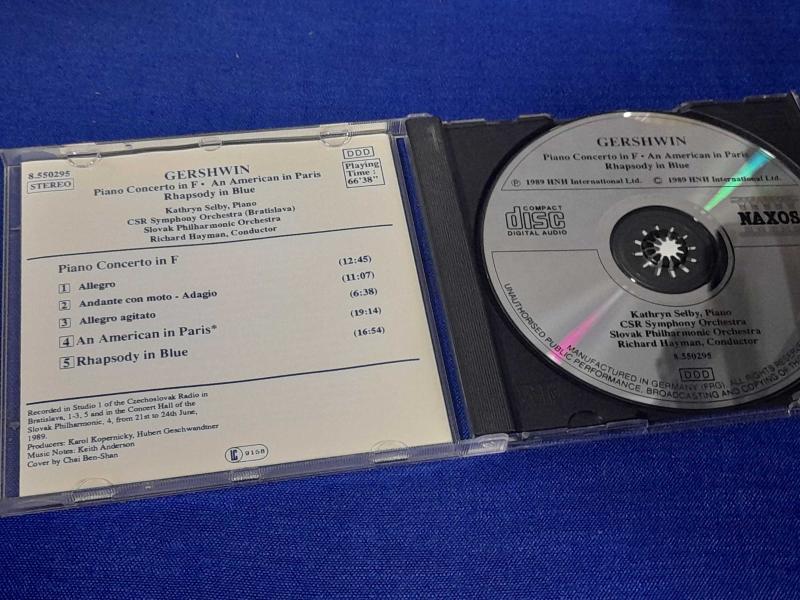 8.550295
STEREO
GERSHWIN
Piano Concerto in F • An American in Paris
Rhapsody in Blue
DDD
Playing
Time:
66'38"
Kathryn Selby, Piano
CSR Symphony Orchestra (Bratislava)
Slovak Philharmonic Orchestra
Richard Hayman, Conductor
Piano Concerto in F
1 Allegro (12:45)
2 Andante con moto - Adagio (11:07)
3 Allegro agitato (6:38)
4 An American in Paris* (19:14)
5 Rhapsody in Blue (16:54)
Recorded in Studio 1 of the Czechoslovak Radio in
Bratislava, 1-3, 5 and in the Concert Hall of the
Slovak Philharmonic, 4, from 21st to 24th June,
1989.
Producers: Karol Kopernicky, Hubert Geschwandtner
Music Notes: Keith Anderson
Cover by Chai Ben-Shan
LC 9158
GERSHWIN
Piano Concerto in F • An American in Paris
Rhapsody in Blue
℗ 1989 HNH International Ltd. © 1989 HNH International Ltd.
COMPACT
disc
DIGITAL AUDIO
NAXOS
Kathryn Selby, Piano
CSR Symphony Orchestra
Slovak Philharmonic Orchestra
Richard Hayman, Conductor
8.550295
DDD
MANUFACTURED IN GERMANY (FRG). ALL RIGHTS
UNAUTHORISED PUBLIC PERFORMANCE, BROADCASTING AND COPYING OF